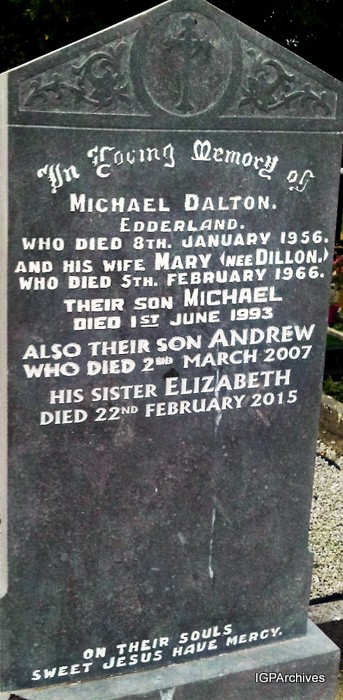 In Loving Memory of
MICHAEL DALTON.
EDDERLAND.
WHO DIED 8TH. JANUARY 1956.
AND HIS WIFE MARY (NEE DILLON.)
WHO DIED 5TH. FEBRUARY 1966.
THEIR SON MICHAEL
DIED 1ST JUNE 1993
ALSO THEIR SON ANDREW
WHO DIED 2ND MARCH 2007
HIS SISTER ELIZABETH
DIED 22ND FEBRUARY 2015
ON THEIR SOULS
SWEET JESUS HAVE MERCY.
IGPArchives